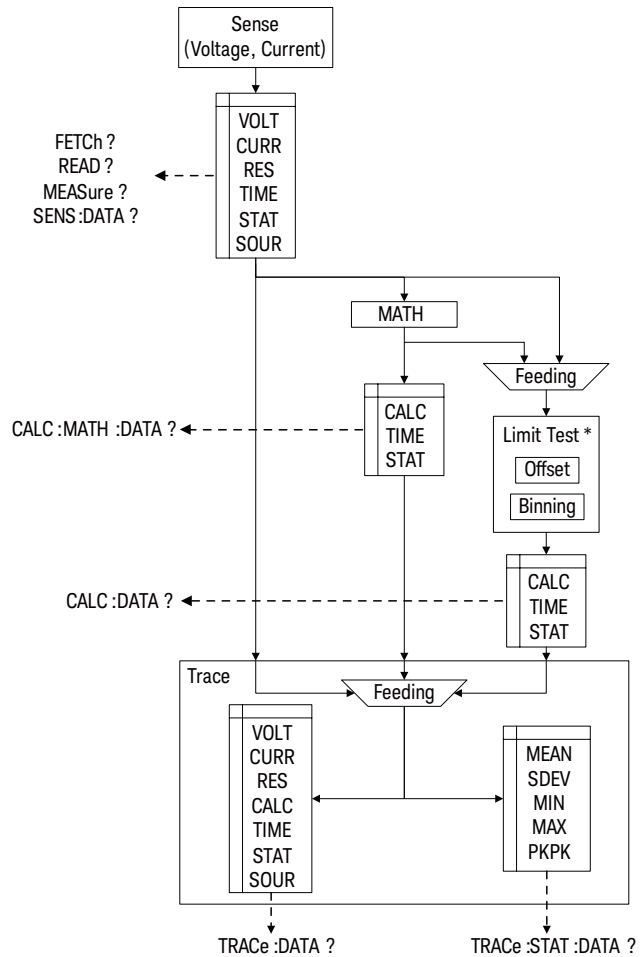 Sense
(Voltage, Current)
VOLT
CURR
RES
TIME
STAT
SOUR
FETCh ?
READ ?
MEASure ?
SENS :DATA ?
MATH
Feeding
CALC
TIME
STAT
CALC :MATH :DATA ?
Limit Test *
Offset
Binning
CALC
TIME
STAT
CALC :DATA ?
Trace
Feeding
VOLT
CURR
RES
CALC
TIME
STAT
SOUR
MEAN
SDEV
MIN
MAX
PKPK
TRACe :DATA ?
TRACe :STAT :DATA ?